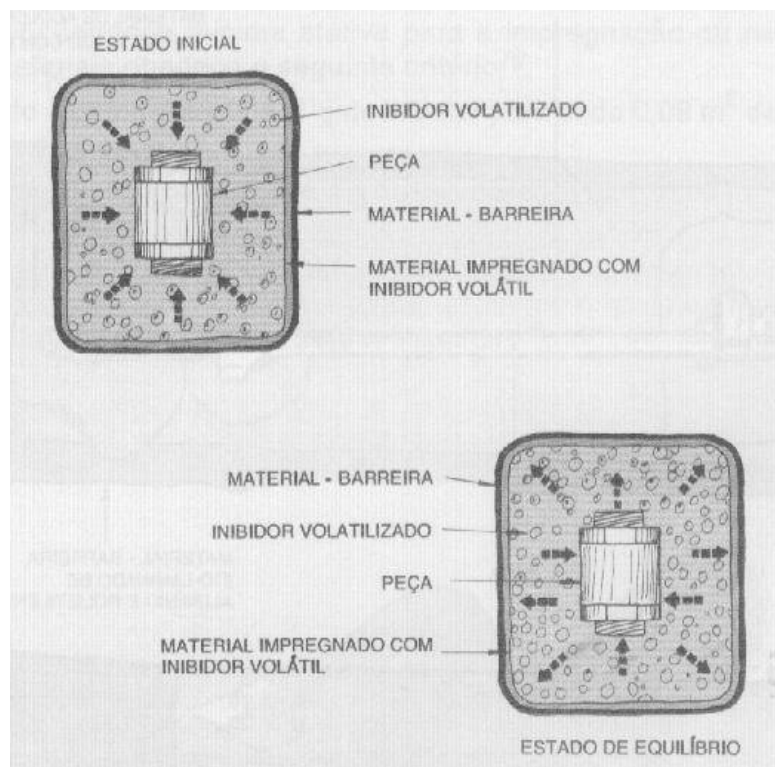 ESTADO INICIAL
INIBIDOR VOLATILIZADO
PEÇA
MATERIAL - BARREIRA
MATERIAL IMPREGNADO COM
INIBIDOR VOLÁTIL
MATERIAL - BARREIRA
INIBIDOR VOLATILIZADO
PEÇA
MATERIAL IMPREGNADO COM
INIBIDOR VOLÁTIL
ESTADO DE EQUILÍBRIO